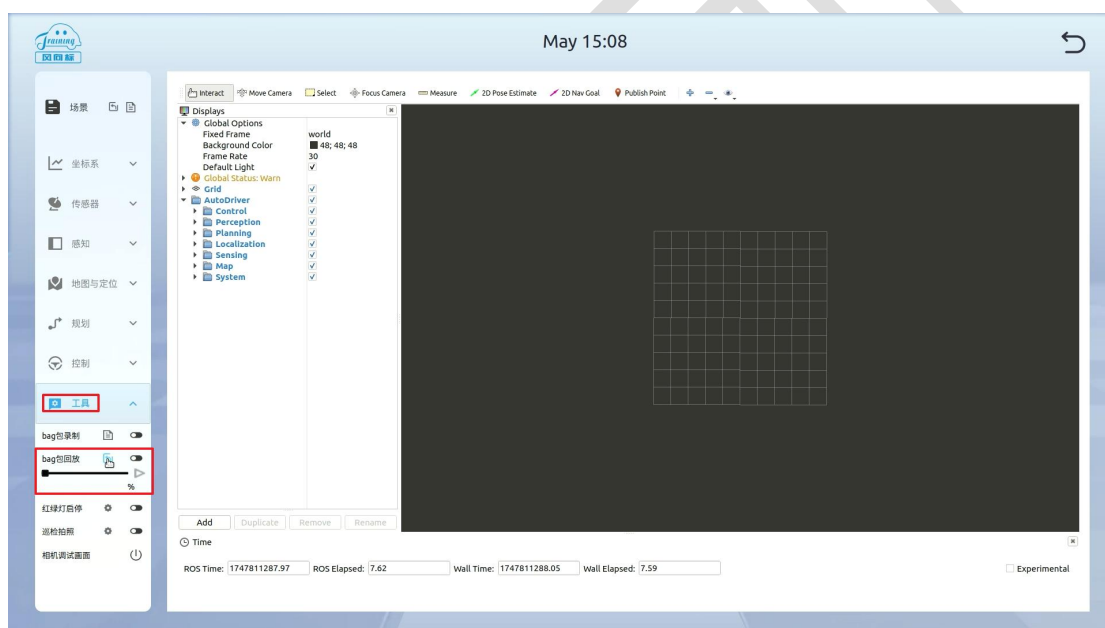 Training
风向标
May 15:08
场景
坐标系
传感器
感知
地图与定位
规划
控制
工具
bag包录制
bag包回放
%
红绿灯启停
巡检拍照
相机调试画面
Interact Move Camera Select Focus Camera Measure 2D Pose Estimate 2D Nav Goal Publish Point
Displays
Global Options
Fixed Frame world
Background Color 48; 48; 48
Frame Rate 30
Default Light
Global Status: Warn
Grid
AutoDriver
Control
Perception
Planning
Localization
Sensing
Map
System
Add Duplicate Remove Rename
Time
ROS Time: 1747811287.97 ROS Elapsed: 7.62 Wall Time: 1747811288.05 Wall Elapsed: 7.59 Experimental